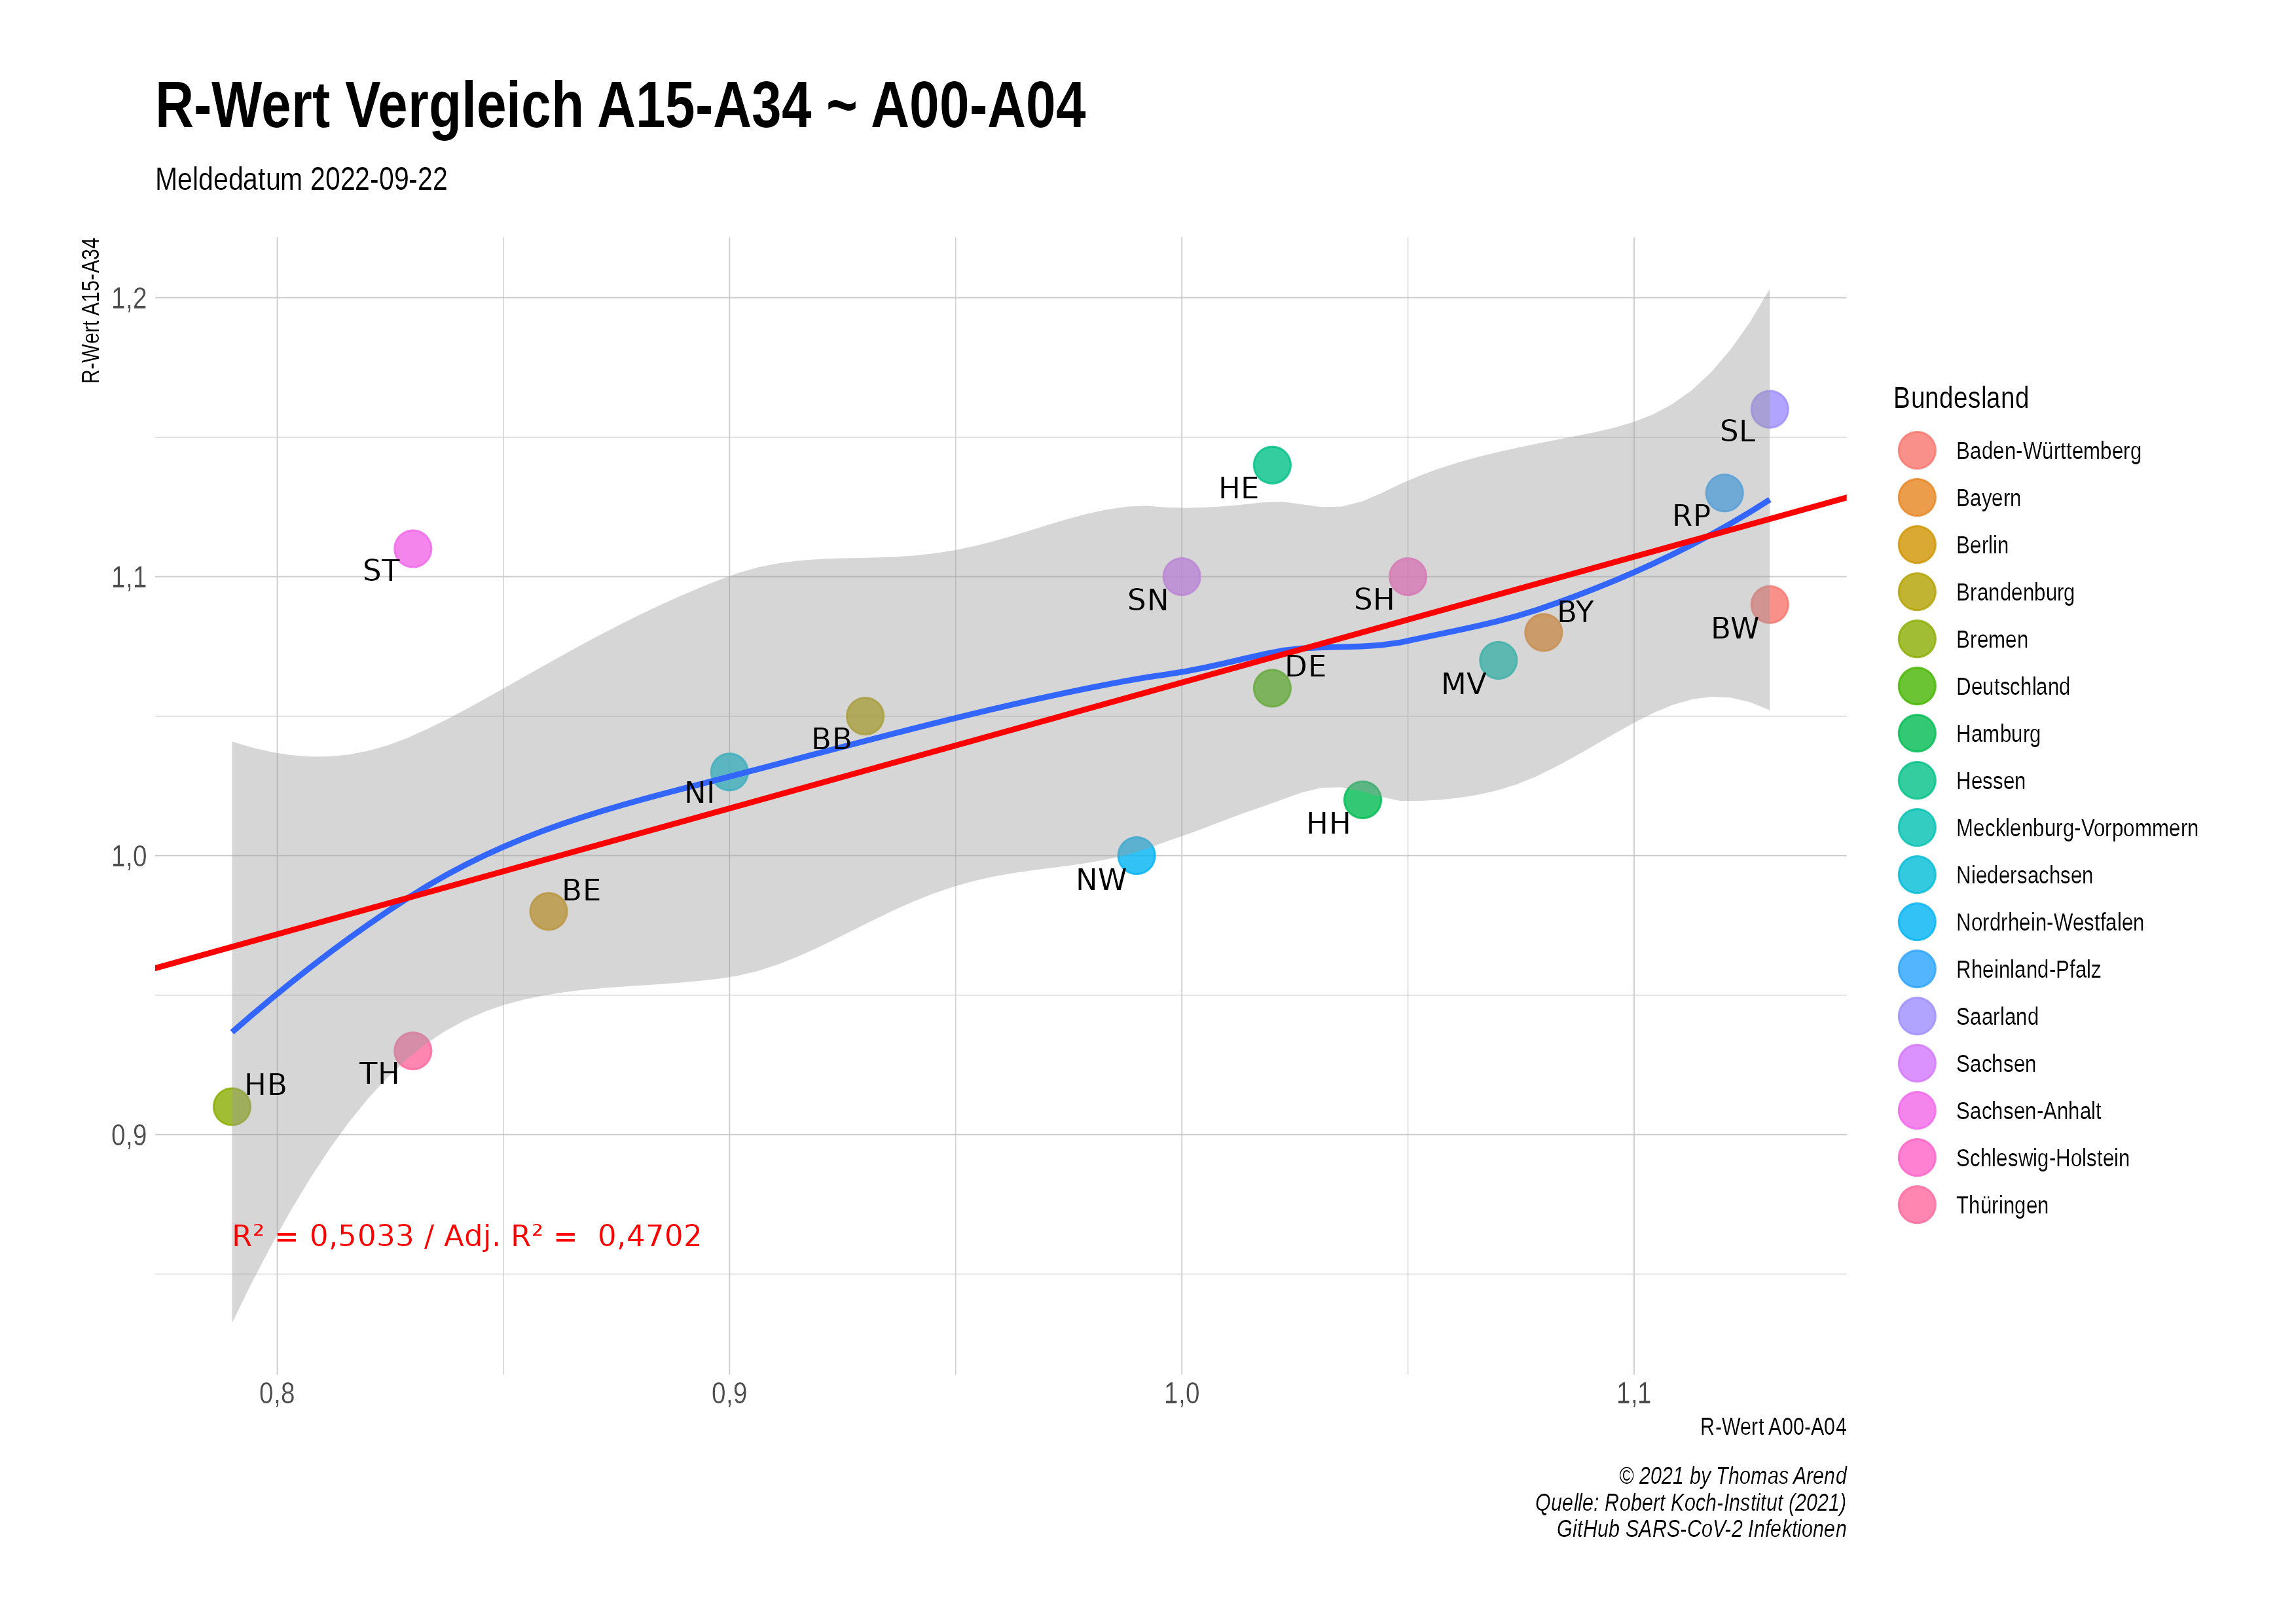 R-Wert Vergleich A15-A34 ~ A00-A04
Meldedatum 2022-09-22
R-Wert A15-A34
1,2
1,1
1,0
0,9
ST
HE
SL
RP
SN
SH
BY
BW
DE
MV
BB
NI
HH
BE
NW
TH
HB
R² = 0,5033 / Adj. R² =  0,4702
0,8
0,9
1,0
1,1
R-Wert A00-A04
Bundesland
Baden-Württemberg
Bayern
Berlin
Brandenburg
Bremen
Deutschland
Hamburg
Hessen
Mecklenburg-Vorpommern
Niedersachsen
Nordrhein-Westfalen
Rheinland-Pfalz
Saarland
Sachsen
Sachsen-Anhalt
Schleswig-Holstein
Thüringen
© 2021 by Thomas Arend
Quelle: Robert Koch-Institut (2021)
GitHub SARS-CoV-2 Infektionen